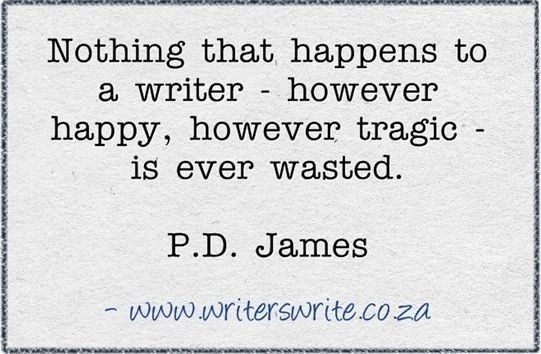 Nothing that happens to
a writer - however
happy, however tragic -
is ever wasted.
P.D. James
- www.writerswrite.co.za